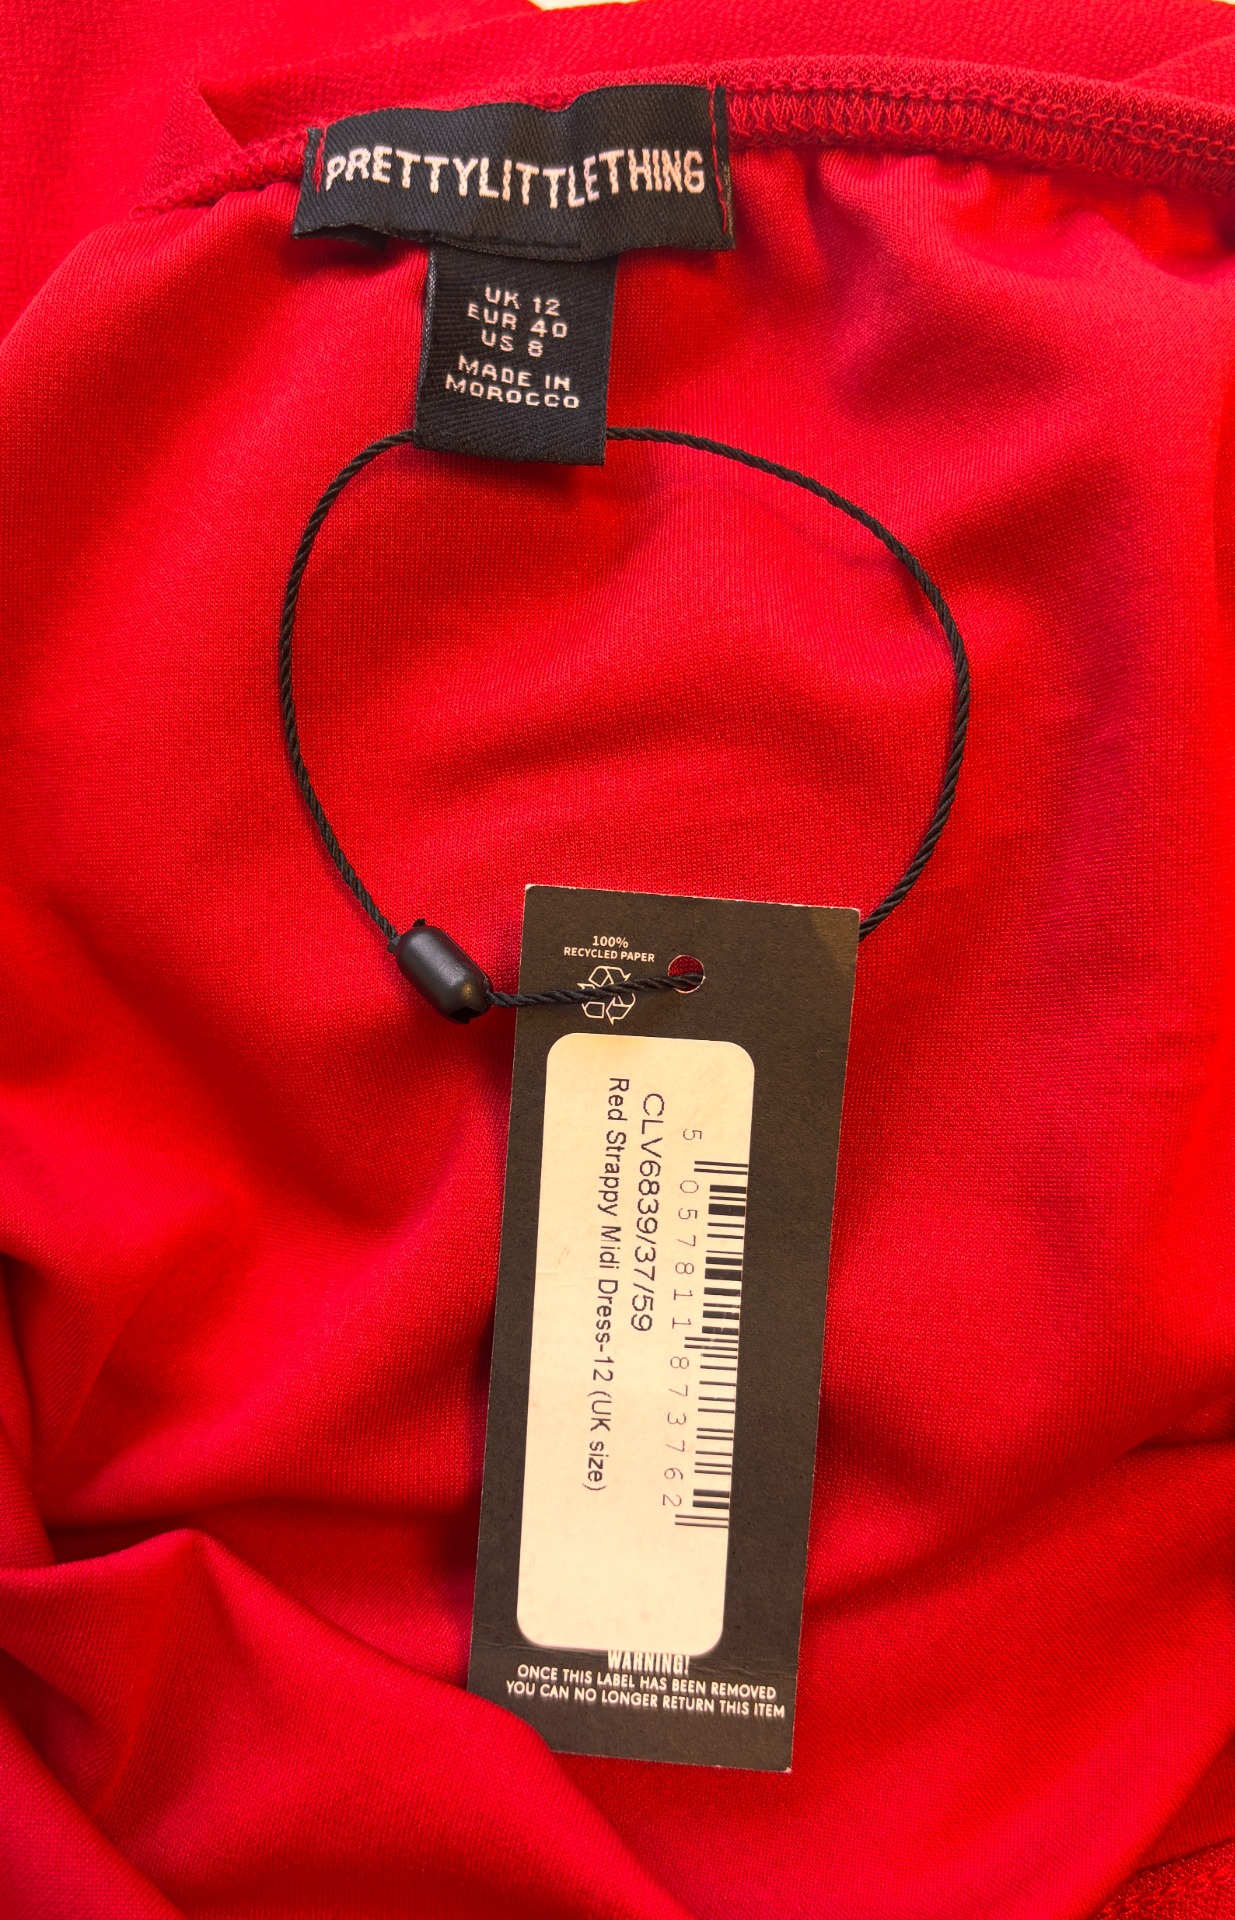 PRETTYLITTLETHING
UK 12
EUR 40
US 8
MADE IN
MOROCCO
100%
RECYCLED PAPER
5 057811 873762
CLV6839/37/59
Red Strappy Midi Dress-12 (UK size)
WARNING!
ONCE THIS LABEL HAS BEEN REMOVED
YOU CAN NO LONGER RETURN THIS ITEM